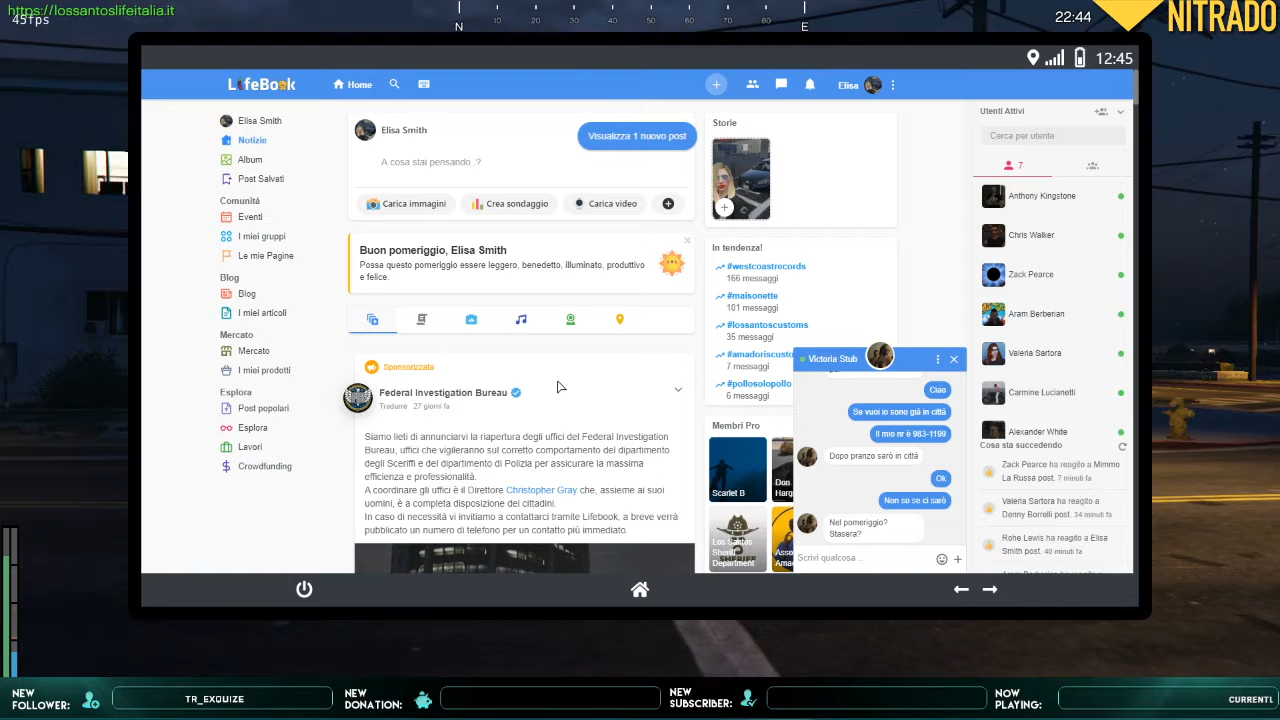 https://lossantoslifeitalia.it
45fps
N 10 20 30 40 50 60 70 80 E
22:44
NITRADO
12:45
LifeBook
Home
Elisa
Elisa Smith
Notizie
Album
Post Salvati
Comunità
Eventi
I miei gruppi
Le mie Pagine
Blog
Blog
I miei articoli
Mercato
Mercato
I miei prodotti
Esplora
Post popolari
Esplora
Lavori
Crowdfunding
Elisa Smith
Visualizza 1 nuovo post
A cosa stai pensando .?
Carica immagini
Crea sondaggio
Carica video
Buon pomeriggio, Elisa Smith
Possa questo pomeriggio essere leggero, benedetto, illuminato, produttivo
e felice.
Sponsorizzata
Federal Investigation Bureau
Tradurre 27 giorni fa
Siamo lieti di annunciarvi la riapertura degli uffici del Federal Investigation
Bureau, uffici che vigileranno sul corretto comportamento del dipartimento
degli Sceriffi e del dipartimento di Polizia per assicurare la massima
efficienza e professionalità.
A coordinare gli uffici è il Direttore Christopher Gray che, assieme ai suoi
uomini, è a completa disposizione dei cittadini.
In caso di necessità vi invitiamo a contattarci tramite Lifebook, a breve verrà
pubblicato un numero di telefono per un contatto più immediato.
Storie
In tendenza!
#westcoastrecords
166 messaggi
#maisonette
101 messaggi
#lossantoscustoms
35 messaggi
#amadoriscusto
7 messaggi
#pollosolopollo
6 messaggi
Membri Pro
Scarlet B
Don
Harg
Los Santos
Sheriff
Department
SHERIFF
Asso
Ama
Victoria Stub
Ciao
Se vuoi io sono già in città
Il mio nr è 983-1199
Dopo pranzo sarò in città
Ok
Non so se ci sarò
Nel pomeriggio?
Stasera?
Scrivi qualcosa ..
Utenti Attivi
Cerca per utente
7
Anthony Kingstone
Chris Walker
Zack Pearce
Aram Berberian
Valeria Sartora
Carmine Lucianetti
Alexander White
Cosa sta succedendo
Zack Pearce ha reagito a Mimmo
La Russa post. 7 minuti fa
Valeria Sartora ha reagito a
Denny Borrelli post. 34 minuti fa
Rohe Lewis ha reagito a Elisa
Smith post. 40 minuti fa
NEW
FOLLOWER:
TR_EXQUIZE
NEW
DONATION:
NEW
SUBSCRIBER:
NOW
PLAYING:
CURRENTL